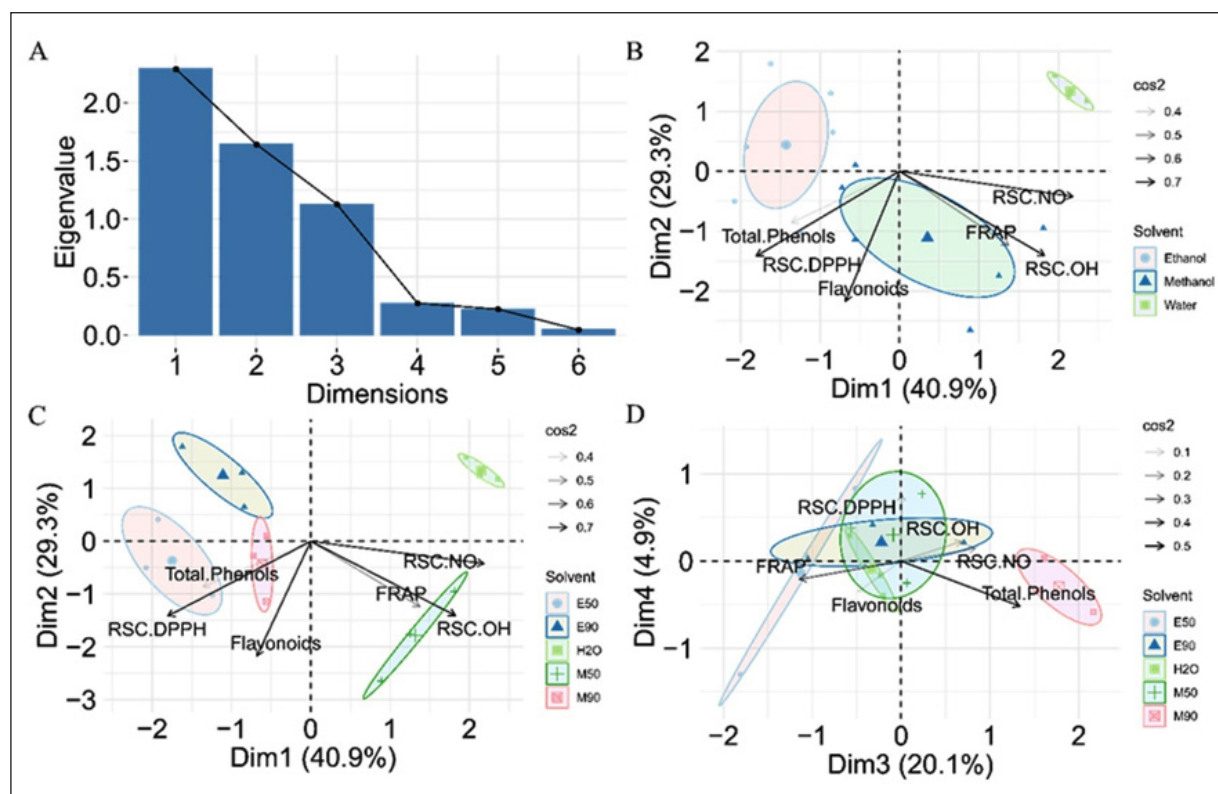 A
Eigenvalue
2.0
1.5
1.0
0.5
0.0
1 2 3 4 5 6
Dimensions
B
Dim2 (29.3%)
2
1
0
−1
−2
RSC.NO
Total.Phenols
FRAP
RSC.DPPH
RSC.OH
Flavonoids
−2 −1 0 1 2
Dim1 (40.9%)
cos2
0.4
0.5
0.6
0.7
Solvent
Ethanol
Methanol
Water
C
Dim2 (29.3%)
2
1
0
−1
−2
−3
RSC.NO
Total.Phenols
FRAP
RSC.DPPH
RSC.OH
Flavonoids
−2 −1 0 1 2
Dim1 (40.9%)
cos2
0.4
0.5
0.6
0.7
Solvent
E50
E90
H2O
M50
M90
D
Dim4 (4.9%)
1
0
−1
RSC.DPPH
RSC.OH
RSC.NO
FRAP
Total.Phenols
Flavonoids
−2 −1 0 1 2
Dim3 (20.1%)
cos2
0.1
0.2
0.3
0.4
0.5
Solvent
E50
E90
H2O
M50
M90